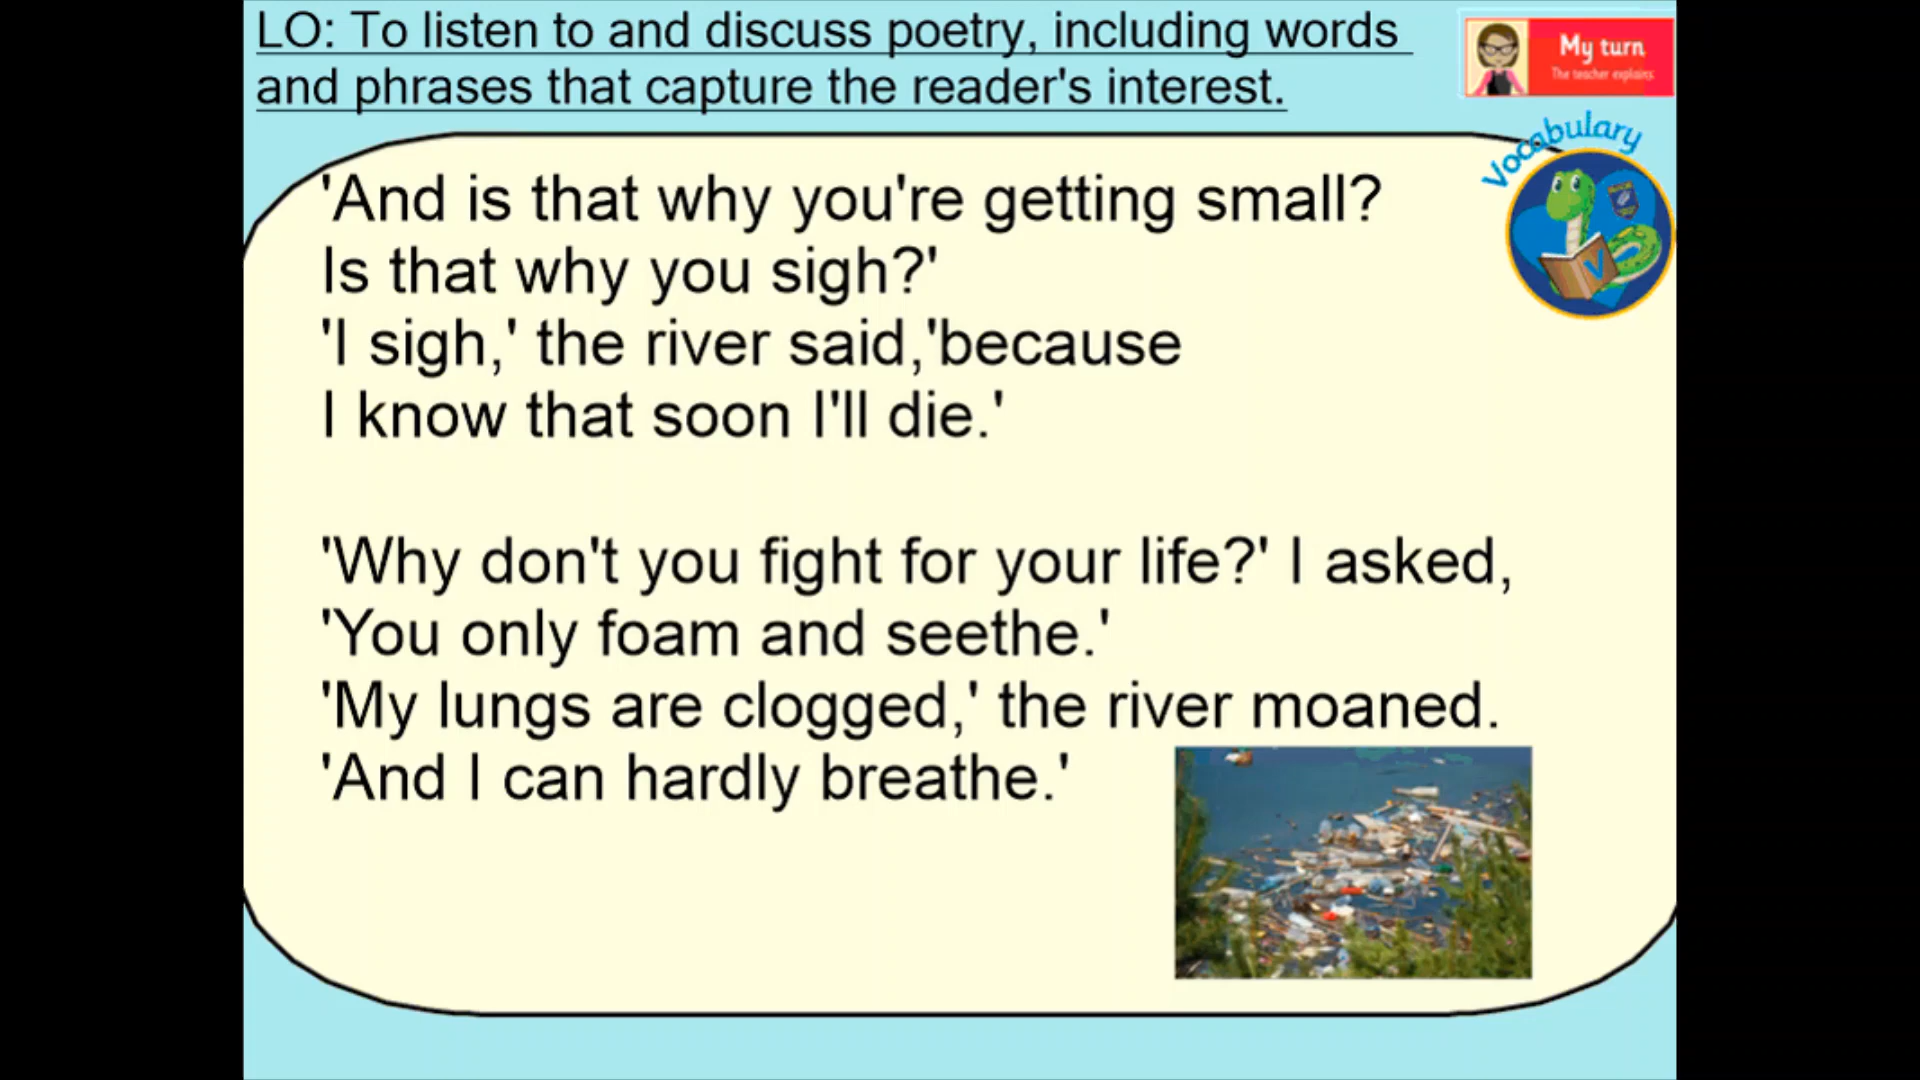 LO: To listen to and discuss poetry, including words
and phrases that capture the reader's interest.
My turn
The teacher explains
Vocabulary
'And is that why you're getting small?
Is that why you sigh?'
'I sigh,' the river said,'because
I know that soon I'll die.'
'Why don't you fight for your life?' I asked,
'You only foam and seethe.'
'My lungs are clogged,' the river moaned.
'And I can hardly breathe.'
V